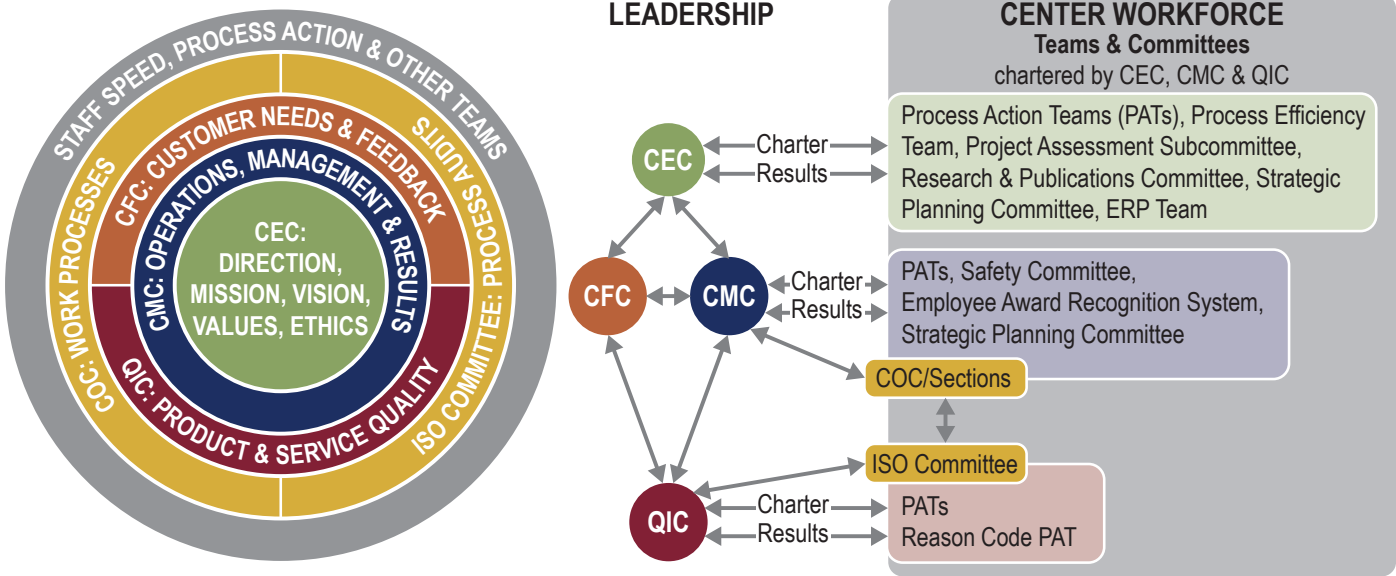 STAFF SPEED, PROCESS ACTION & OTHER TEAMS
COC: WORK PROCESSES
ISO COMMITTEE: PROCESS AUDITS
CFC: CUSTOMER NEEDS & FEEDBACK
CMC: OPERATIONS, MANAGEMENT & RESULTS
CEC:
DIRECTION,
MISSION, VISION,
VALUES, ETHICS
QIC: PRODUCT & SERVICE QUALITY
LEADERSHIP
CENTER WORKFORCE
Teams & Committees
chartered by CEC, CMC & QIC
CEC
Charter
Results
Process Action Teams (PATs), Process Efficiency
Team, Project Assessment Subcommittee,
Research & Publications Committee, Strategic
Planning Committee, ERP Team
CFC
CMC
Charter
Results
PATs, Safety Committee,
Employee Award Recognition System,
Strategic Planning Committee
COC/Sections
ISO Committee
QIC
Charter
Results
PATs
Reason Code PAT